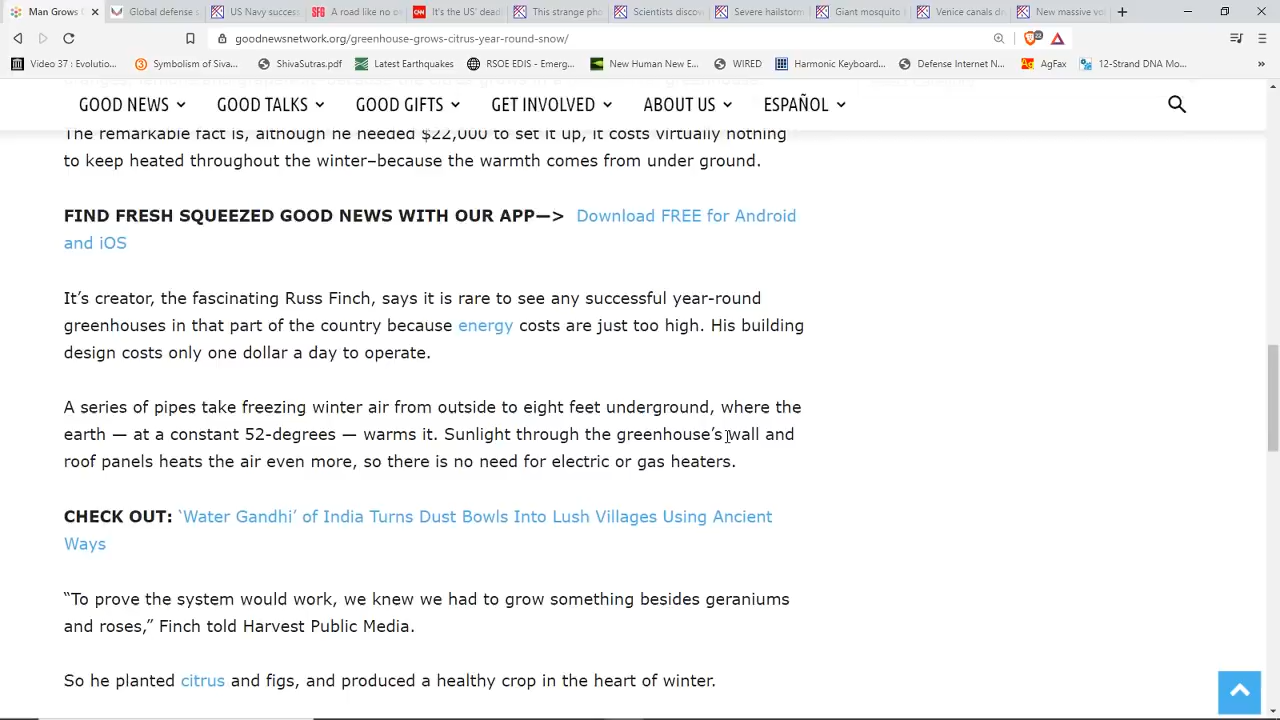 Man Grows C
Global defense s
US Navy success
A road like no o
It's the US' dead
This strange pho
Scientists discov
Severe hailstorm
Giant mosquito
Venice canals dr
New massive vo
goodnewsnetwork.org/greenhouse-grows-citrus-year-round-snow/
22
Video 37 : Evolutio...
Symbolism of Siva...
ShivaSutras.pdf
Latest Earthquakes
RSOE EDIS - Emerg...
New Human New E...
WIRED
Harmonic Keyboard...
Defense Internet N...
AgFax
12-Strand DNA Mo...
GOOD NEWS
GOOD TALKS
GOOD GIFTS
GET INVOLVED
ABOUT US
ESPAÑOL
The remarkable fact is, although he needed $22,000 to set it up, it costs virtually nothing
to keep heated throughout the winter–because the warmth comes from under ground.
FIND FRESH SQUEEZED GOOD NEWS WITH OUR APP—> Download FREE for Android
and iOS
It’s creator, the fascinating Russ Finch, says it is rare to see any successful year-round
greenhouses in that part of the country because energy costs are just too high. His building
design costs only one dollar a day to operate.
A series of pipes take freezing winter air from outside to eight feet underground, where the
earth — at a constant 52-degrees — warms it. Sunlight through the greenhouse’s wall and
roof panels heats the air even more, so there is no need for electric or gas heaters.
CHECK OUT: ‘Water Gandhi’ of India Turns Dust Bowls Into Lush Villages Using Ancient
Ways
“To prove the system would work, we knew we had to grow something besides geraniums
and roses,” Finch told Harvest Public Media.
So he planted citrus and figs, and produced a healthy crop in the heart of winter.